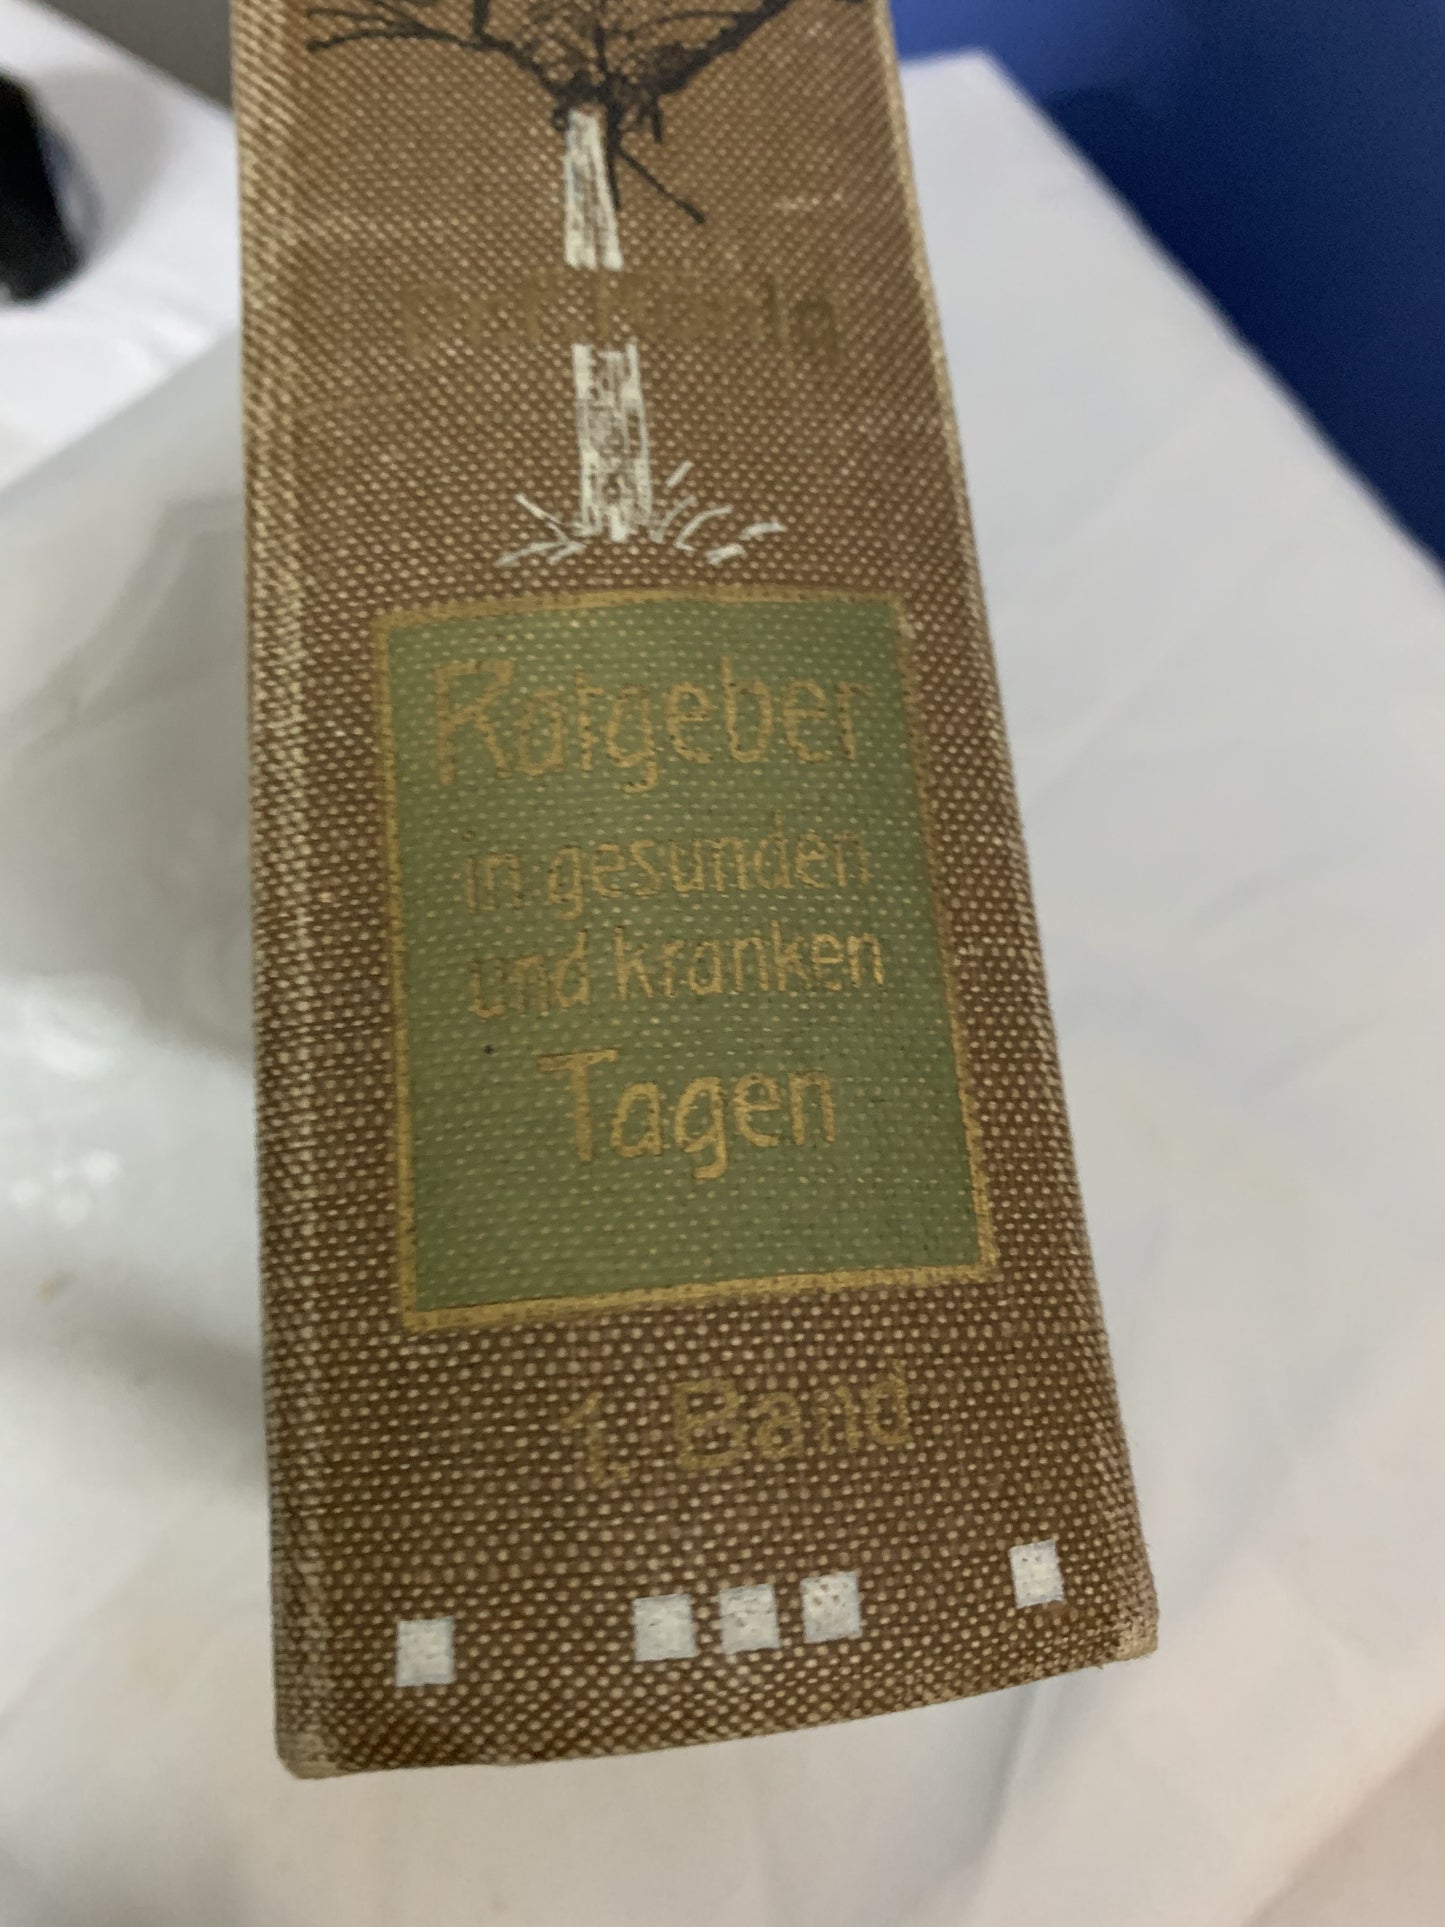 Ratgeber
in gesunden
und kranken
Tagen
Band